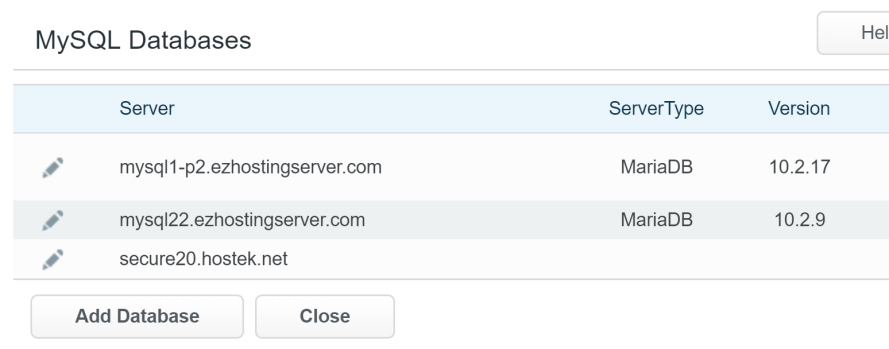 MySQL Databases
Hel
Server ServerType Version
mysql1-p2.ezhostingserver.com MariaDB 10.2.17
mysql22.ezhostingserver.com MariaDB 10.2.9
secure20.hostek.net
Add Database Close